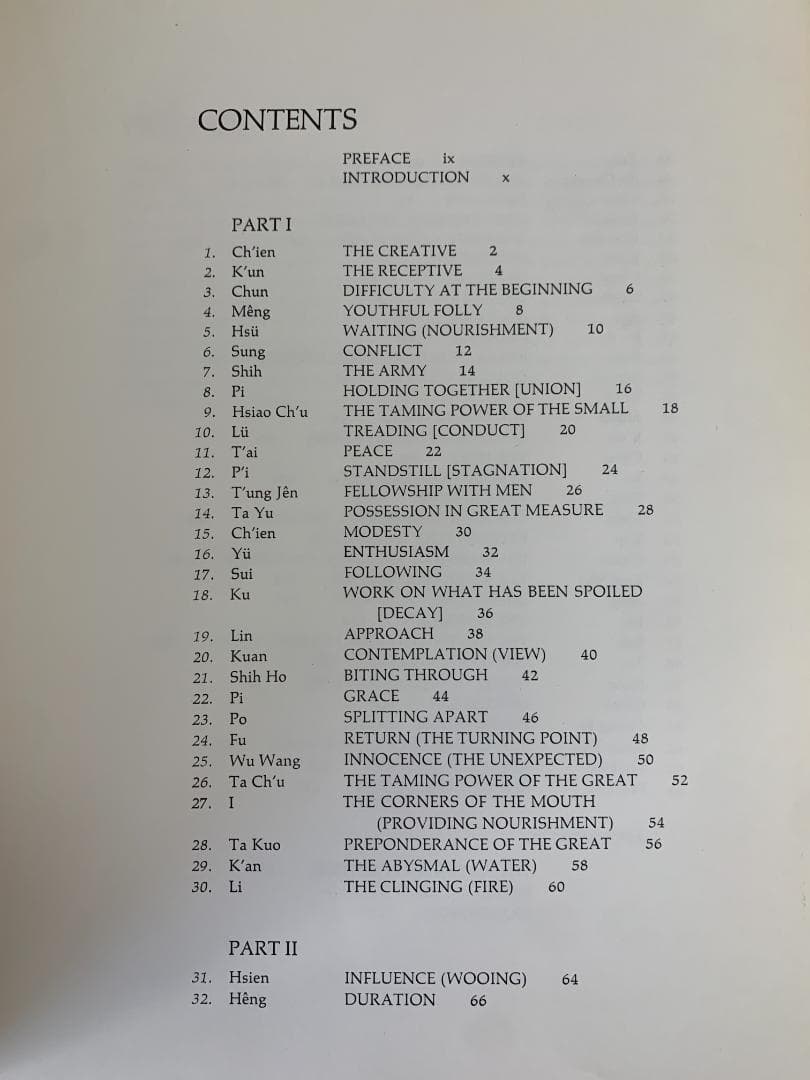 CONTENTS
PREFACE ix
INTRODUCTION x
PART I
1. Ch'ien THE CREATIVE 2
2. K'un THE RECEPTIVE 4
3. Chun DIFFICULTY AT THE BEGINNING 6
4. Mêng YOUTHFUL FOLLY 8
5. Hsü WAITING (NOURISHMENT) 10
6. Sung CONFLICT 12
7. Shih THE ARMY 14
8. Pi HOLDING TOGETHER [UNION] 16
9. Hsiao Ch'u THE TAMING POWER OF THE SMALL 18
10. Lü TREADING [CONDUCT] 20
11. T'ai PEACE 22
12. P'i STANDSTILL [STAGNATION] 24
13. T'ung Jên FELLOWSHIP WITH MEN 26
14. Ta Yu POSSESSION IN GREAT MEASURE 28
15. Ch'ien MODESTY 30
16. Yü ENTHUSIASM 32
17. Sui FOLLOWING 34
18. Ku WORK ON WHAT HAS BEEN SPOILED
[DECAY] 36
19. Lin APPROACH 38
20. Kuan CONTEMPLATION (VIEW) 40
21. Shih Ho BITING THROUGH 42
22. Pi GRACE 44
23. Po SPLITTING APART 46
24. Fu RETURN (THE TURNING POINT) 48
25. Wu Wang INNOCENCE (THE UNEXPECTED) 50
26. Ta Ch'u THE TAMING POWER OF THE GREAT 52
27. I THE CORNERS OF THE MOUTH
(PROVIDING NOURISHMENT) 54
28. Ta Kuo PREPONDERANCE OF THE GREAT 56
29. K'an THE ABYSMAL (WATER) 58
30. Li THE CLINGING (FIRE) 60
PART II
31. Hsien INFLUENCE (WOOING) 64
32. Hêng DURATION 66